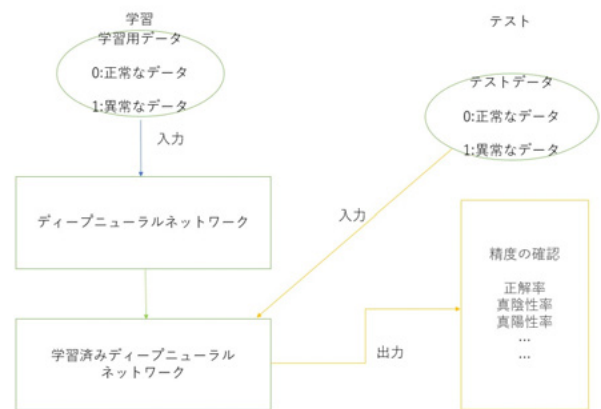 学習
学習用データ
0:正常なデータ
1:異常なデータ
入力
ディープニューラルネットワーク
学習済みディープニューラル
ネットワーク
テスト
テストデータ
0:正常なデータ
1:異常なデータ
入力
出力
精度の確認
正解率
真陰性率
真陽性率
…
…